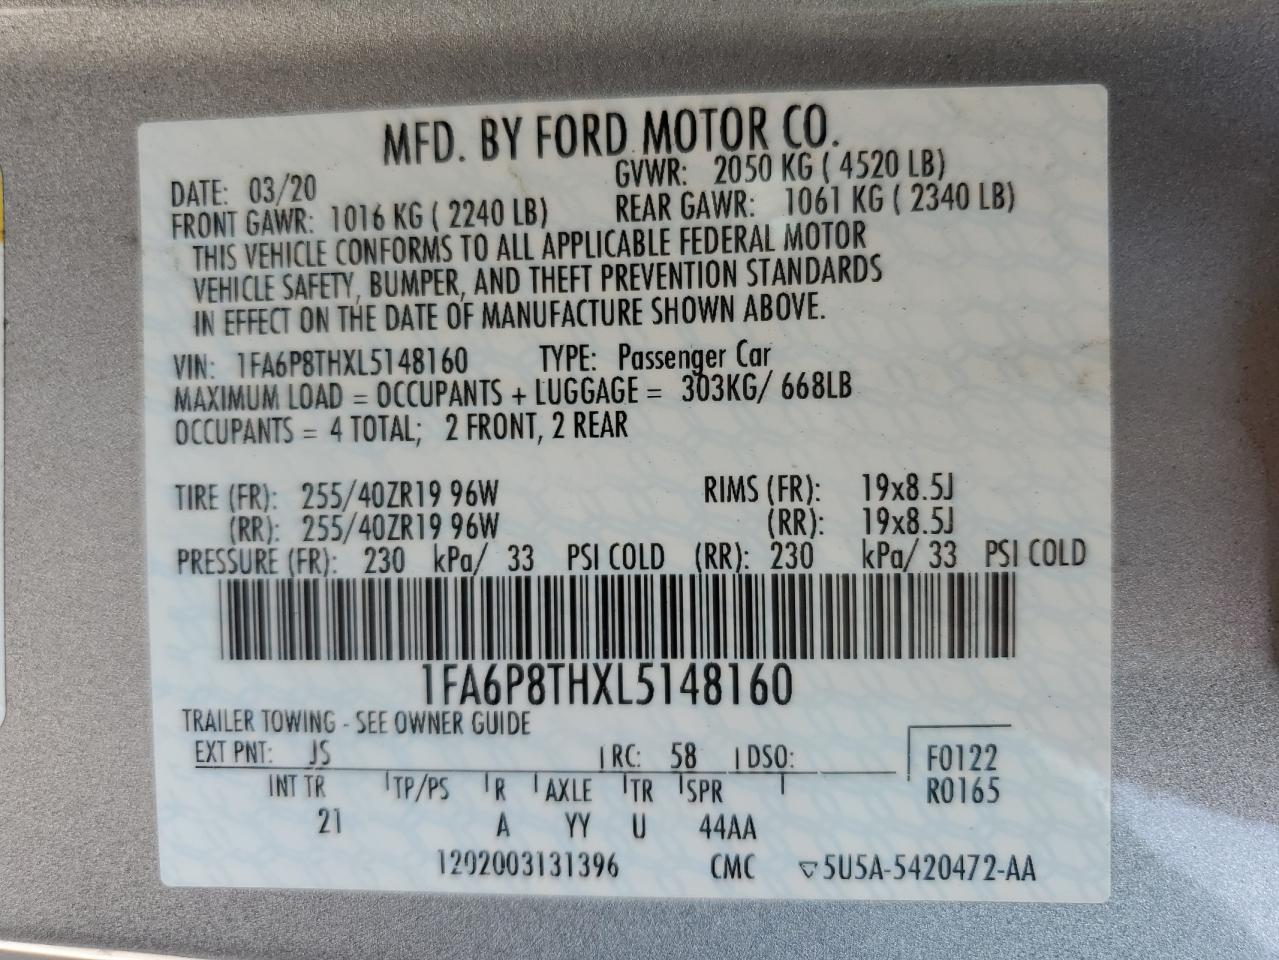 MFD. BY FORD MOTOR CO.
DATE: 03/20 GVWR: 2050 KG ( 4520 LB)
FRONT GAWR: 1016 KG ( 2240 LB) REAR GAWR: 1061 KG ( 2340 LB)
THIS VEHICLE CONFORMS TO ALL APPLICABLE FEDERAL MOTOR
VEHICLE SAFETY, BUMPER, AND THEFT PREVENTION STANDARDS
IN EFFECT ON THE DATE OF MANUFACTURE SHOWN ABOVE.
VIN: 1FA6P8THXL5148160 TYPE: Passenger Car
MAXIMUM LOAD = OCCUPANTS + LUGGAGE = 303KG/ 668LB
OCCUPANTS = 4 TOTAL; 2 FRONT, 2 REAR
TIRE (FR): 255/40ZR19 96W RIMS (FR): 19x8.5J
(RR): 255/40ZR19 96W (RR): 19x8.5J
PRESSURE (FR): 230 kPa/ 33 PSI COLD (RR): 230 kPa/ 33 PSI COLD
1FA6P8THXL5148160
TRAILER TOWING - SEE OWNER GUIDE
EXT PNT: JS RC: 58 DSO: F0122
INT TR TP/PS R AXLE TR SPR R0165
21 A YY U 44AA
1202003131396 CMC ▽5U5A-5420472-AA